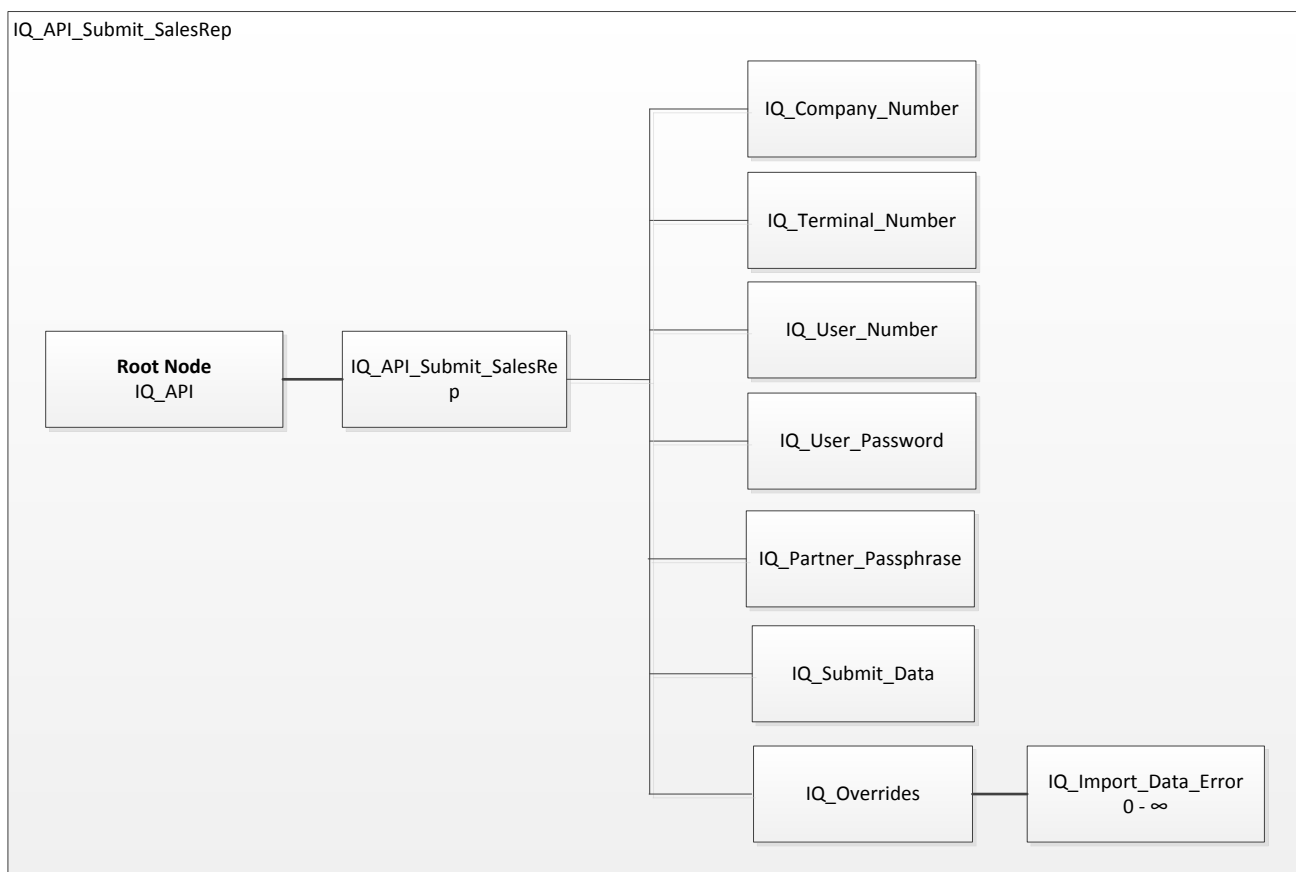 IQ_API_Submit_SalesRep
IQ_Company_Number
IQ_Terminal_Number
IQ_User_Number
Root Node
IQ_API
IQ_API_Submit_SalesRe
p
IQ_User_Password
IQ_Partner_Passphrase
IQ_Submit_Data
IQ_Overrides
IQ_Import_Data_Error
0 - ∞